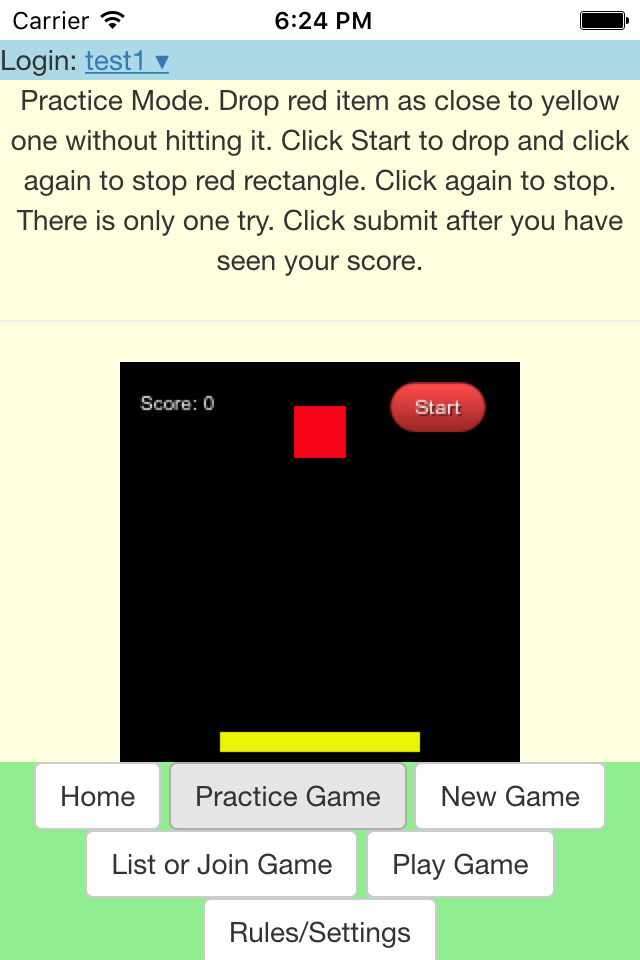 Carrier 6:24 PM
Login: test1 ▾
Practice Mode. Drop red item as close to yellow
one without hitting it. Click Start to drop and click
again to stop red rectangle. Click again to stop.
There is only one try. Click submit after you have
seen your score.
Score: 0 Start
Home Practice Game New Game
List or Join Game Play Game
Rules/Settings